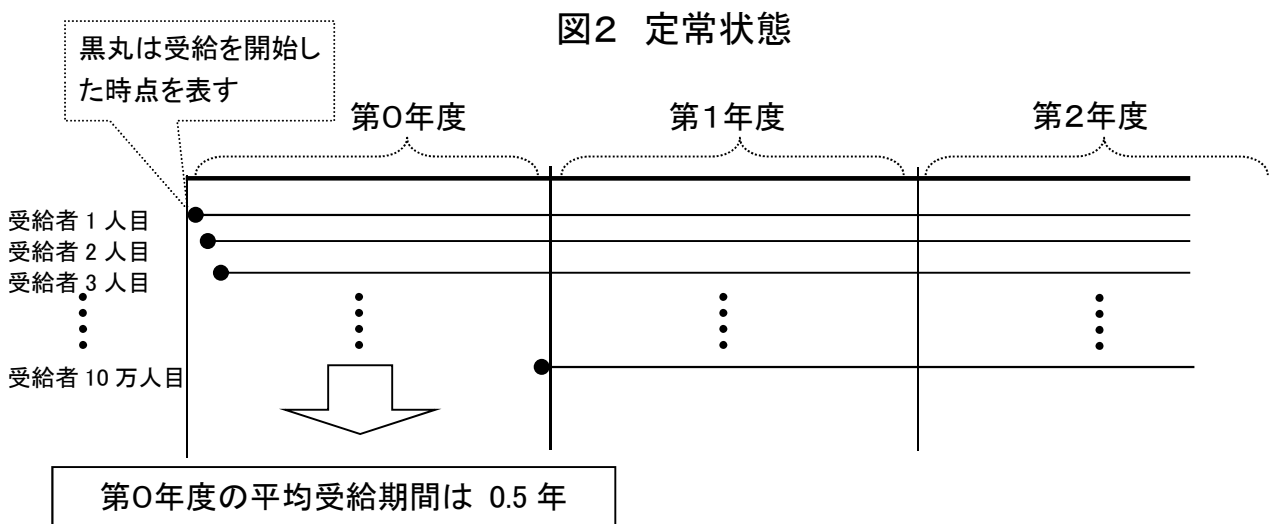 図2 定常状態
黒丸は受給を開始し
た時点を表す
第0年度
第1年度
第2年度
受給者1人目
受給者2人目
受給者3人目
受給者10万人目
第0年度の平均受給期間は 0.5 年